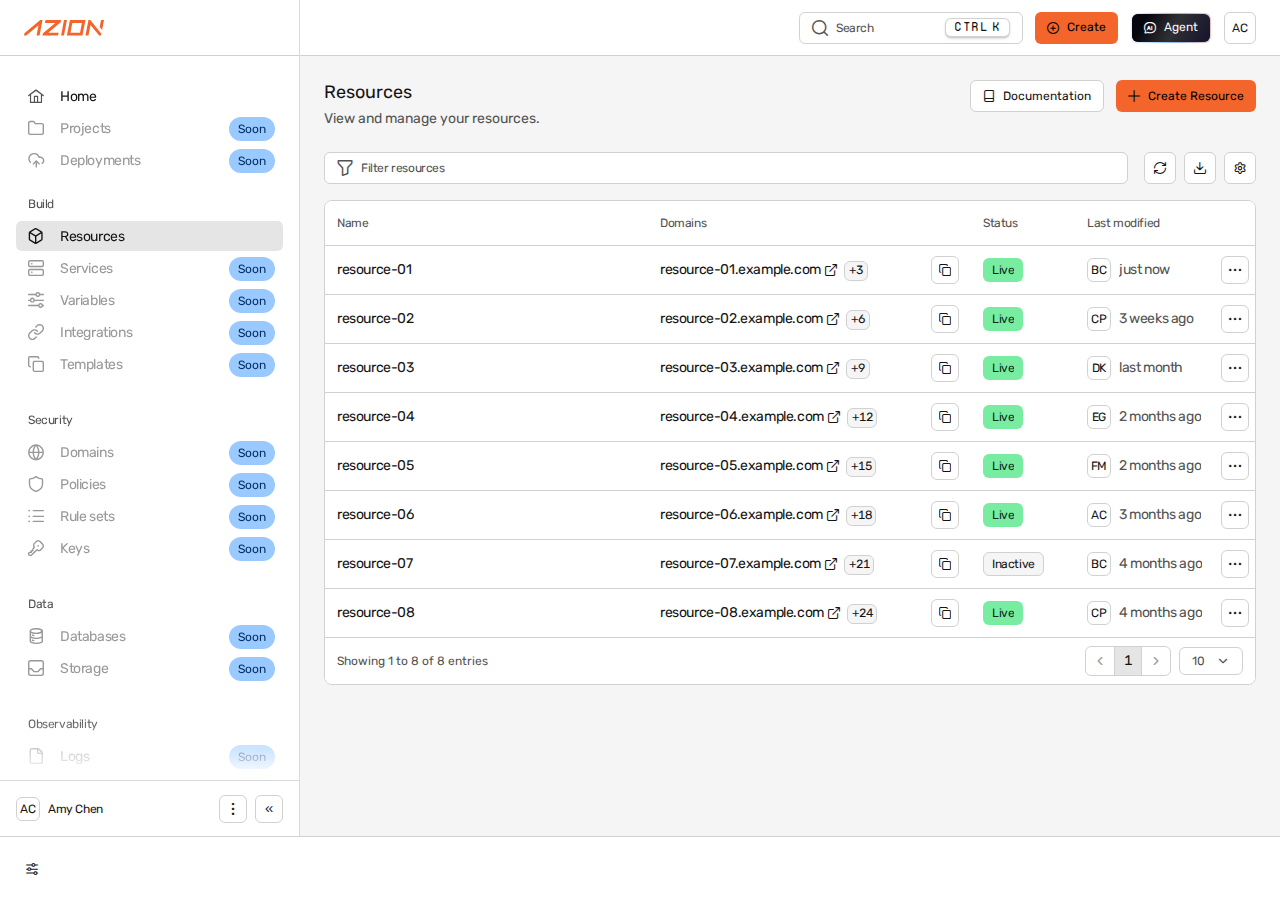 AZION
Search CTRL K
Create
AI Agent
AC
Home
Projects Soon
Deployments Soon
Build
Resources
Services Soon
Variables Soon
Integrations Soon
Templates Soon
Security
Domains Soon
Policies Soon
Rule sets Soon
Keys Soon
Data
Databases Soon
Storage Soon
Observability
Logs Soon
AC Amy Chen
Resources
View and manage your resources.
Documentation
Create Resource
Filter resources
Name Domains Status Last modified
resource-01 resource-01.example.com +3 Live BC just now
resource-02 resource-02.example.com +6 Live CP 3 weeks ago
resource-03 resource-03.example.com +9 Live DK last month
resource-04 resource-04.example.com +12 Live EG 2 months ago
resource-05 resource-05.example.com +15 Live FM 2 months ago
resource-06 resource-06.example.com +18 Live AC 3 months ago
resource-07 resource-07.example.com +21 Inactive BC 4 months ago
resource-08 resource-08.example.com +24 Live CP 4 months ago
Showing 1 to 8 of 8 entries 1 10